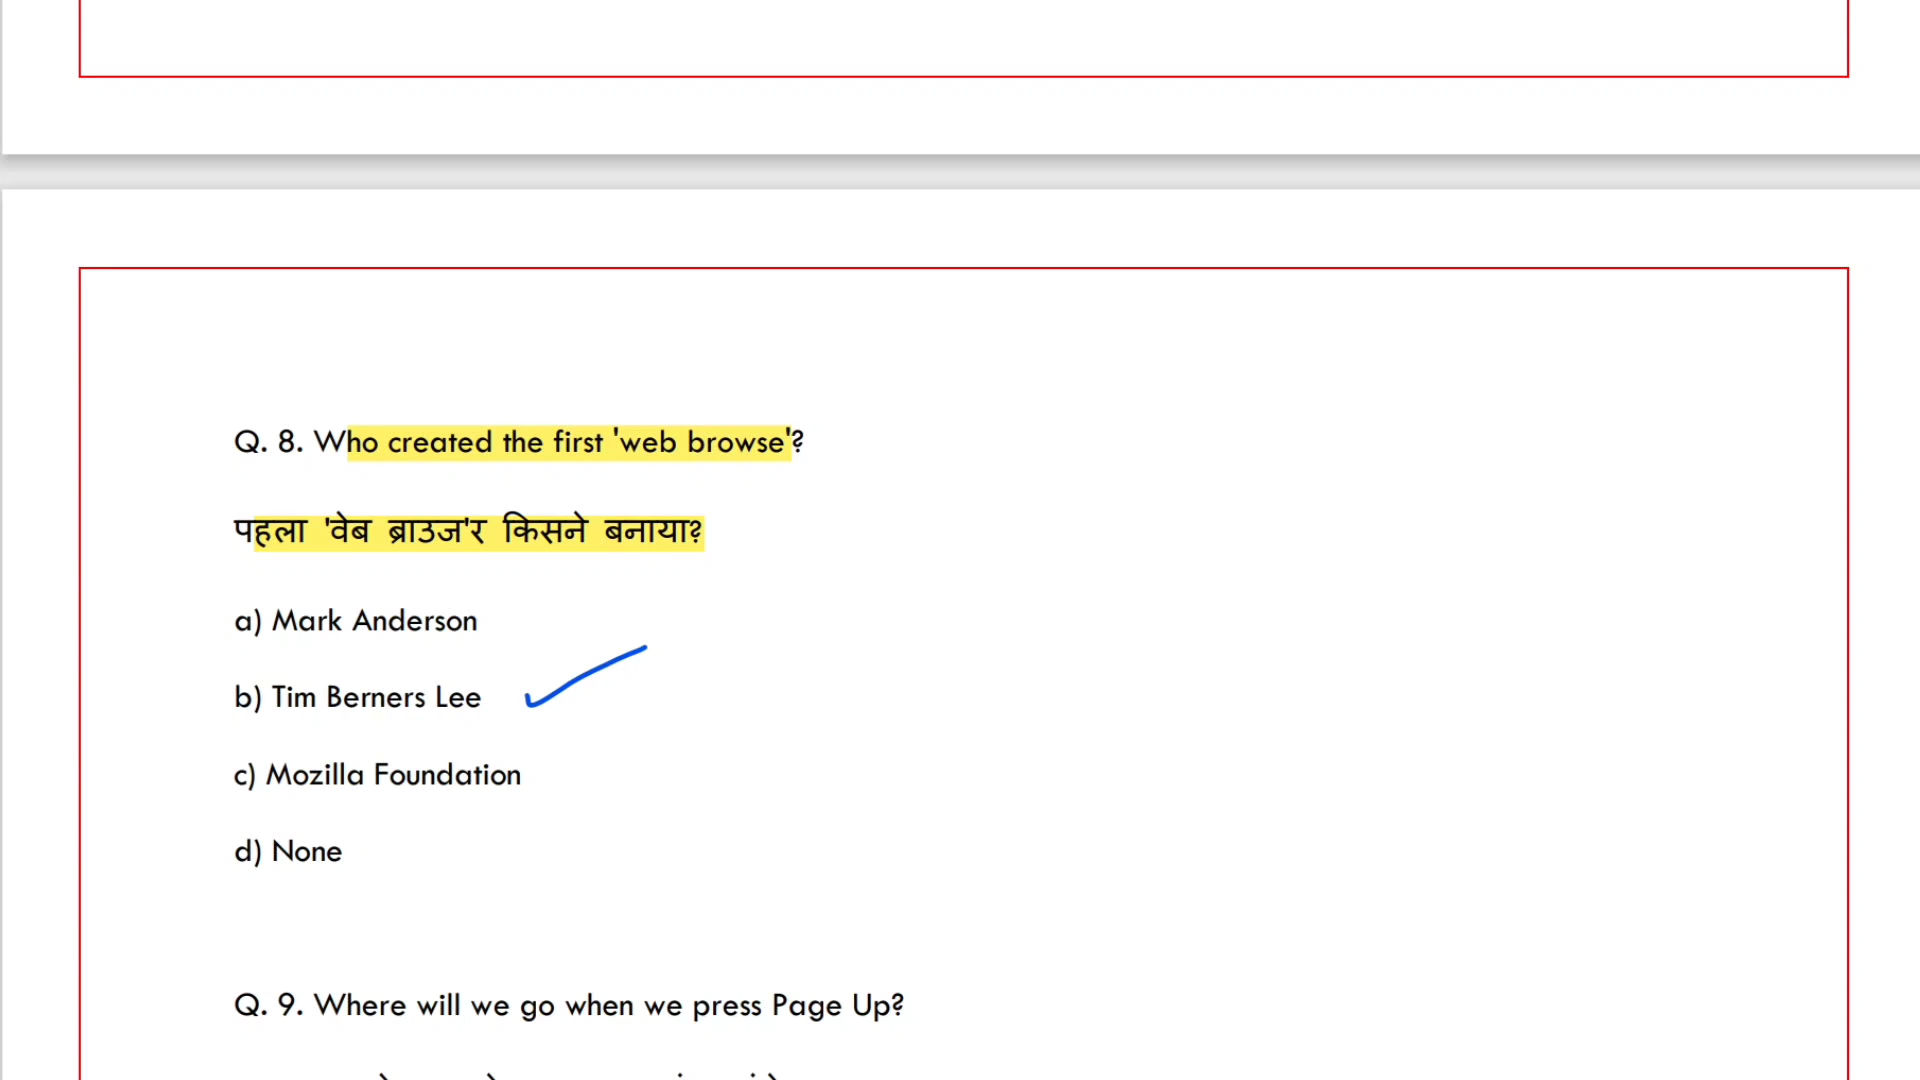 Q. 8. Who created the first 'web browse'?
पहला 'वेब ब्राउज'र किसने बनाया?
a) Mark Anderson
b) Tim Berners Lee
c) Mozilla Foundation
d) None
Q. 9. Where will we go when we press Page Up?